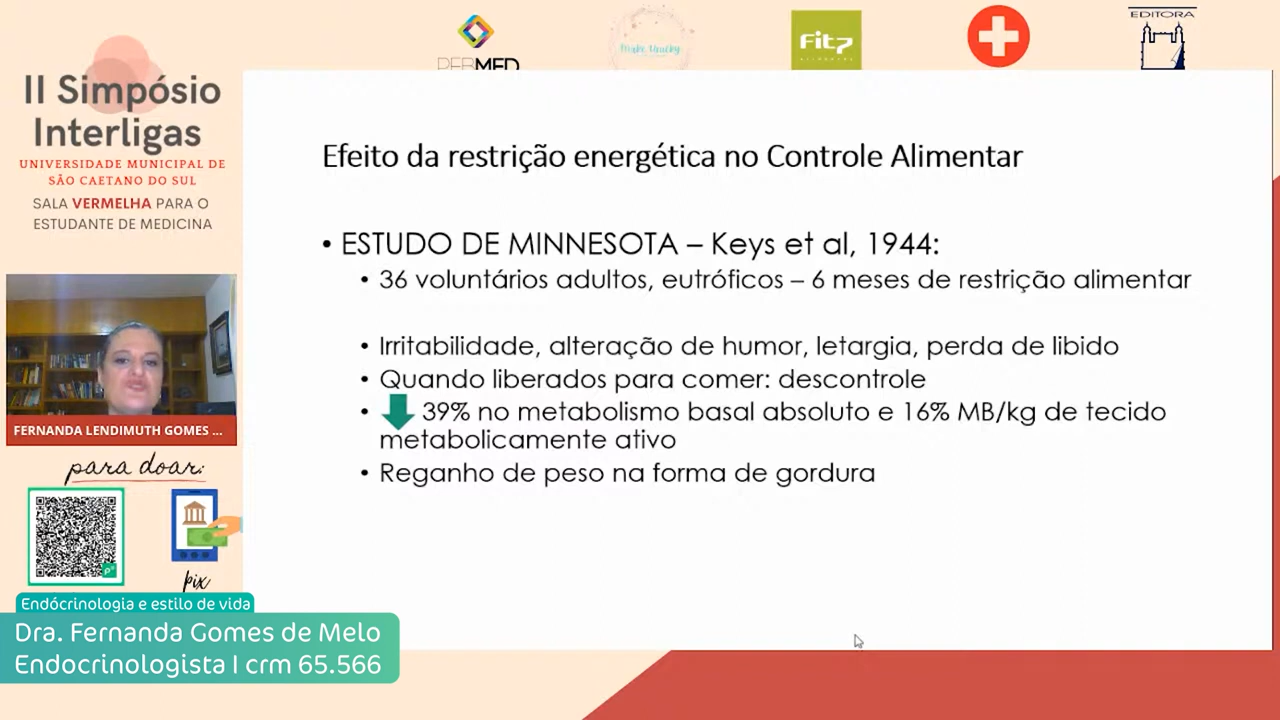 PEBMED
Fit7
EDITORA
II Simpósio
Interligas
UNIVERSIDADE MUNICIPAL DE
SÃO CAETANO DO SUL
SALA VERMELHA PARA O
ESTUDANTE DE MEDICINA
Efeito da restrição energética no Controle Alimentar
• ESTUDO DE MINNESOTA – Keys et al, 1944:
• 36 voluntários adultos, eutróficos – 6 meses de restrição alimentar
• Irritabilidade, alteração de humor, letargia, perda de libido
• Quando liberados para comer: descontrole
• 39% no metabolismo basal absoluto e 16% MB/kg de tecido
metabolicamente ativo
• Reganho de peso na forma de gordura
FERNANDA LENDIMUTH GOMES ...
para doar:
pix
Endócrinologia e estilo de vida
Dra. Fernanda Gomes de Melo
Endocrinologista I crm 65.566